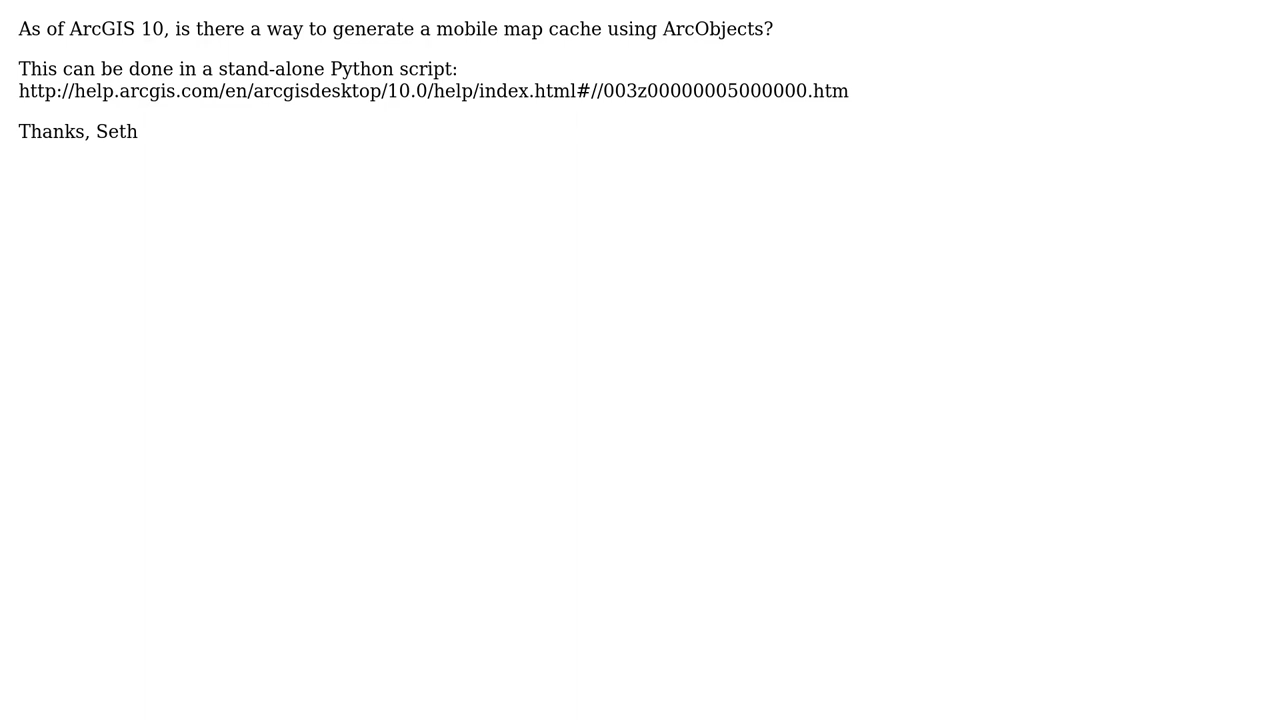 As of ArcGIS 10, is there a way to generate a mobile map cache using ArcObjects?
This can be done in a stand-alone Python script:
http://help.arcgis.com/en/arcgisdesktop/10.0/help/index.html#//003z00000005000000.htm
Thanks, Seth